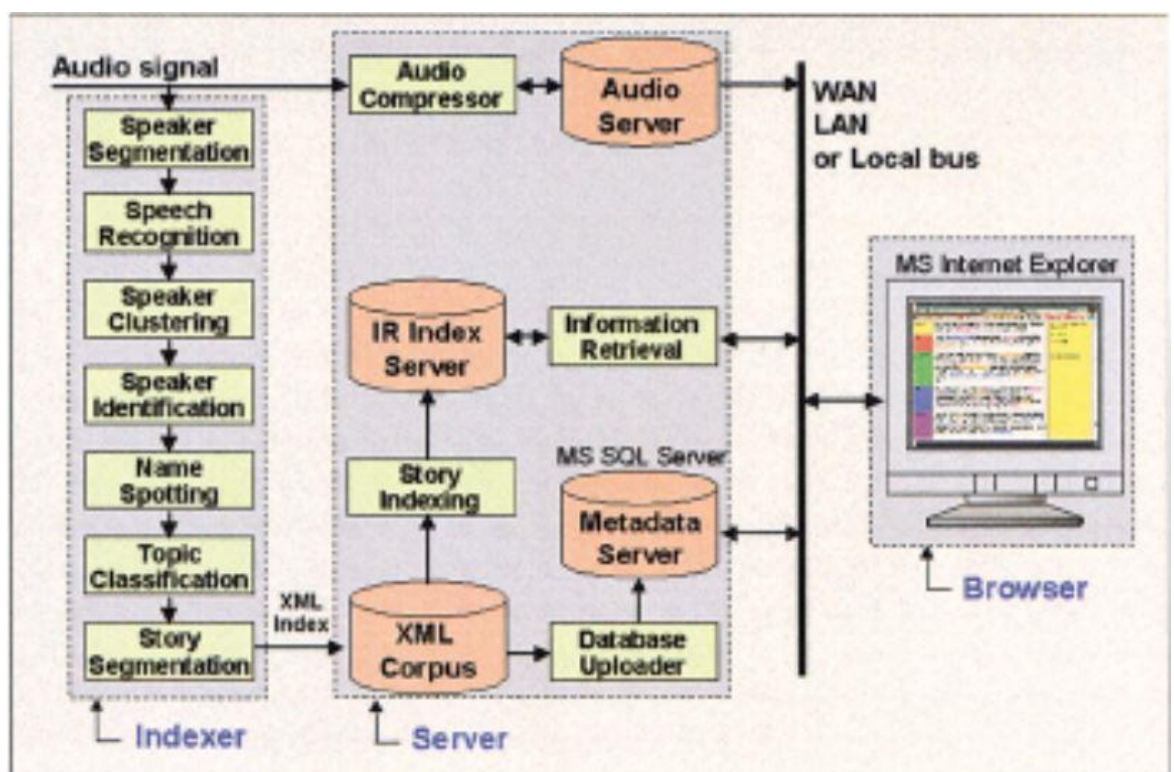 Audio signal
Speaker
Segmentation
Speech
Recognition
Speaker
Clustering
Speaker
Identification
Name
Spotting
Topic
Classification
Story
Segmentation
XML
Index
Indexer
Audio
Compressor
Audio
Server
IR Index
Server
Information
Retrieval
Story
Indexing
MS SQL Server
Metadata
Server
XML
Corpus
Database
Uploader
Server
WAN
LAN
or Local bus
MS Internet Explorer
Browser